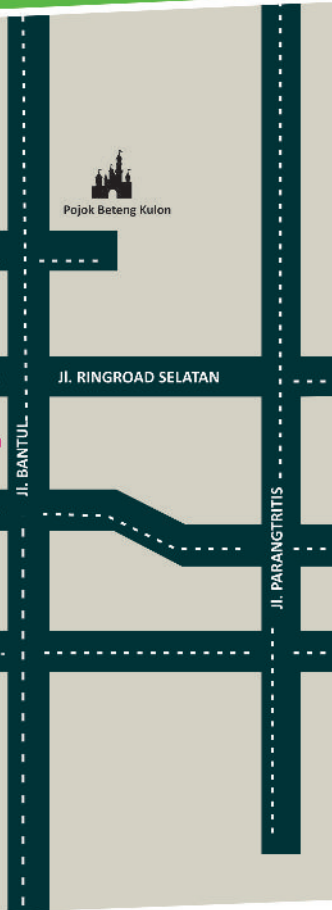 Pojok Beteng Kulon
Jl. RINGROAD SELATAN
Jl. BANTUL
Jl. PARANGTRITIS